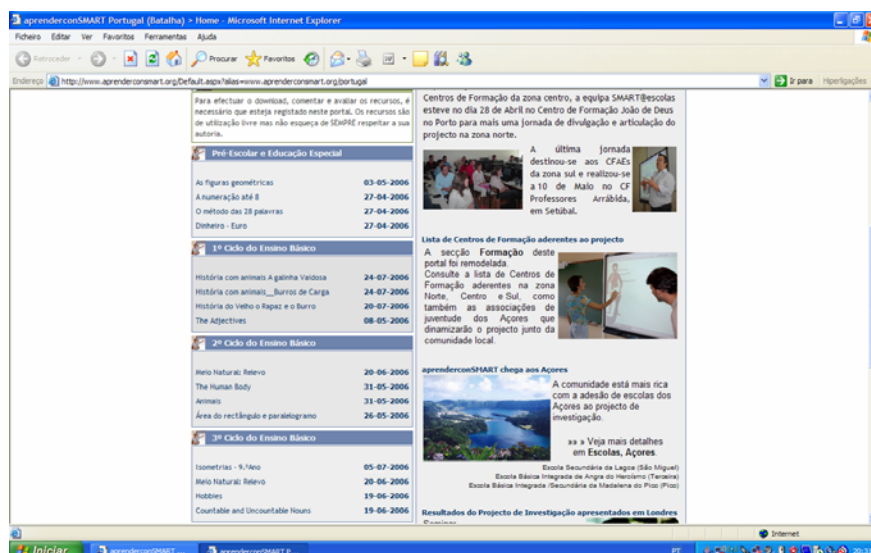 aprenderconSMART Portugal (Batalha) > Home - Microsoft Internet Explorer
Ficheiro Editar Ver Favoritos Ferramentas Ajuda
Retroceder Procurar Favoritos
Endereço http://www.aprenderconsmart.org/Default.aspx?alias=www.aprenderconsmart.org/portugal Ir para Hiperligações
Para efectuar o download, comentar e avaliar os recursos, é
necessário que esteja registado neste portal. Os recursos são
de utilização livre mas não esqueça de SEMPRE respeitar a sua
autoria.
Pré-Escolar e Educação Especial
As figuras geométricas 03-05-2006
A numeração até 8 27-04-2006
O método das 28 palavras 27-04-2006
Dinheiro - Euro 27-04-2006
1º Ciclo do Ensino Básico
História com animais A galinha Vaidosa 24-07-2006
História com animais__Burros de Carga 24-07-2006
História do Velho o Rapaz e o Burro 20-07-2006
The Adjectives 08-05-2006
2º Ciclo do Ensino Básico
Meio Natural: Relevo 20-06-2006
The Human Body 31-05-2006
Animais 31-05-2006
Área do rectângulo e paralelogramo 26-05-2006
3º Ciclo do Ensino Básico
Isometrias - 9.ºAno 05-07-2006
Meio Natural: Relevo 20-06-2006
Hobbies 19-06-2006
Countable and Uncountable Nouns 19-06-2006
Centros de Formação da zona centro, a equipa SMART@escolas
esteve no dia 28 de Abril no Centro de Formação João de Deus
no Porto para mais uma jornada de divulgação e articulação do
projecto na zona norte.
A última jornada
destinou-se aos CFAEs
da zona sul e realizou-se
a 10 de Maio no CF
Professores Arrábida,
em Setúbal.
Lista de Centros de Formação aderentes ao projecto
A secção Formação deste
portal foi remodelada.
Consulte a lista de Centros de
Formação aderentes na zona
Norte, Centro e Sul, como
também as associações de
juventude dos Açores que
dinamizarão o projecto junto da
comunidade local.
aprenderconSMART chega aos Açores
A comunidade está mais rica
com a adesão de escolas dos
Açores ao projecto de
investigação.
»» » Veja mais detalhes
em Escolas, Açores.
Escola Secundária da Lagoa (São Miguel)
Escola Básica Integrada de Angra do Heroísmo (Terceira)
Escola Básica Integrada /Secundária da Madalena do Pico (Pico)
Resultados do Projecto de Investigação apresentados em Londres
Internet
Iniciar aprenderconSMART ... aprenderconSMART P... PT